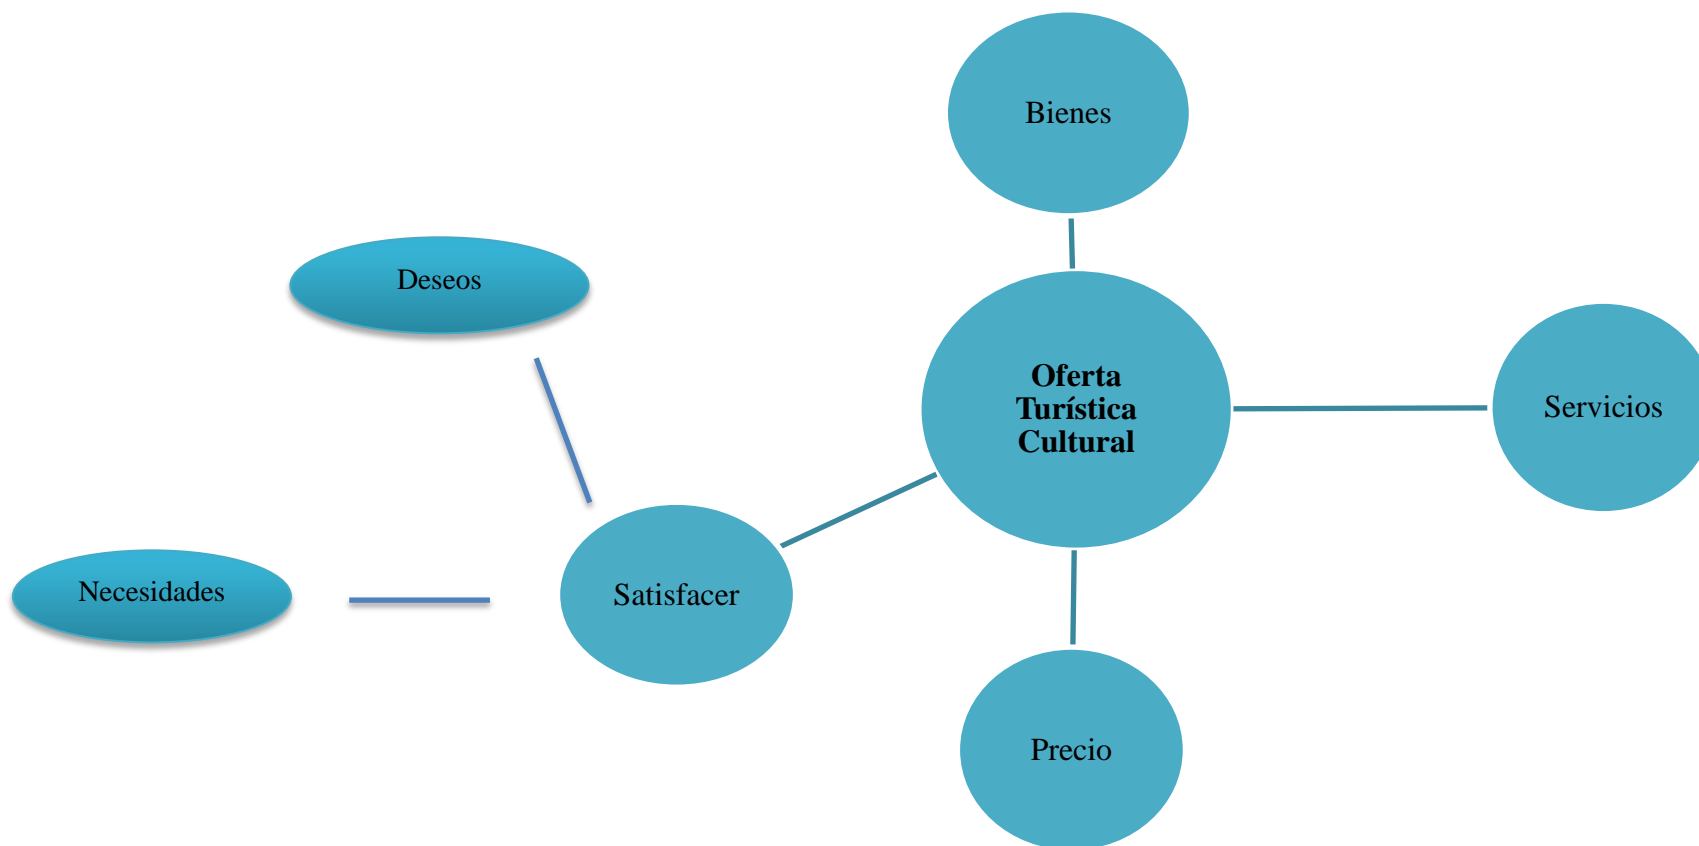 Bienes
Deseos
Oferta
Turística
Cultural
Servicios
Necesidades
Satisfacer
Precio